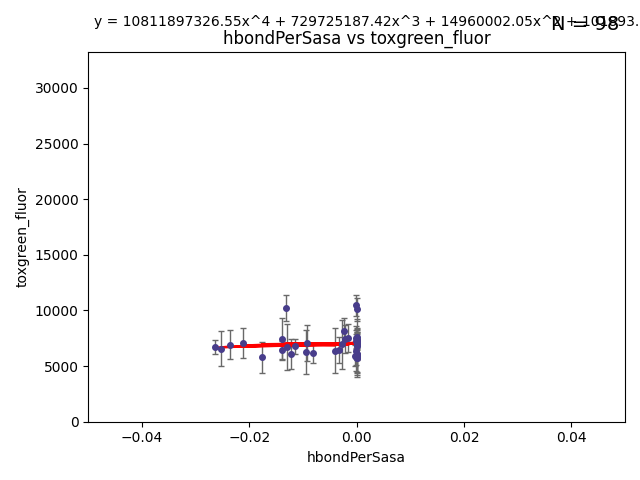 y = 10811897326.55x^4 + 729725187.42x^3 + 14960002.05x^2 +
N = 98
hbondPerSasa vs toxgreen_fluor
30000
25000
20000
15000
10000
5000
0
toxgreen_fluor
−0.04
−0.02
0.00
0.02
0.04
hbondPerSasa